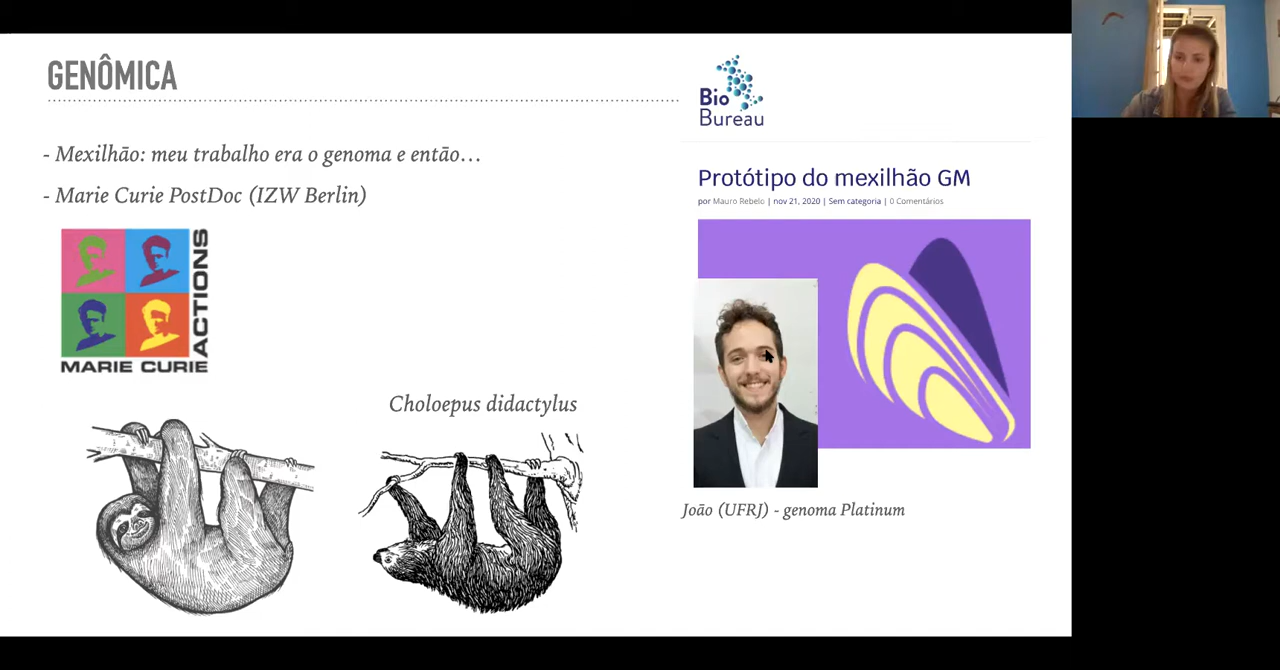 GENÔMICA
- Mexilhão: meu trabalho era o genoma e então...
- Marie Curie PostDoc (IZW Berlin)
ACTIONS
MARIE CURIE
Choloepus didactylus
Bio
Bureau
Protótipo do mexilhão GM
por Mauro Rebelo | nov 21, 2020 | Sem categoria | 0 Comentários
João (UFRJ) - genoma Platinum